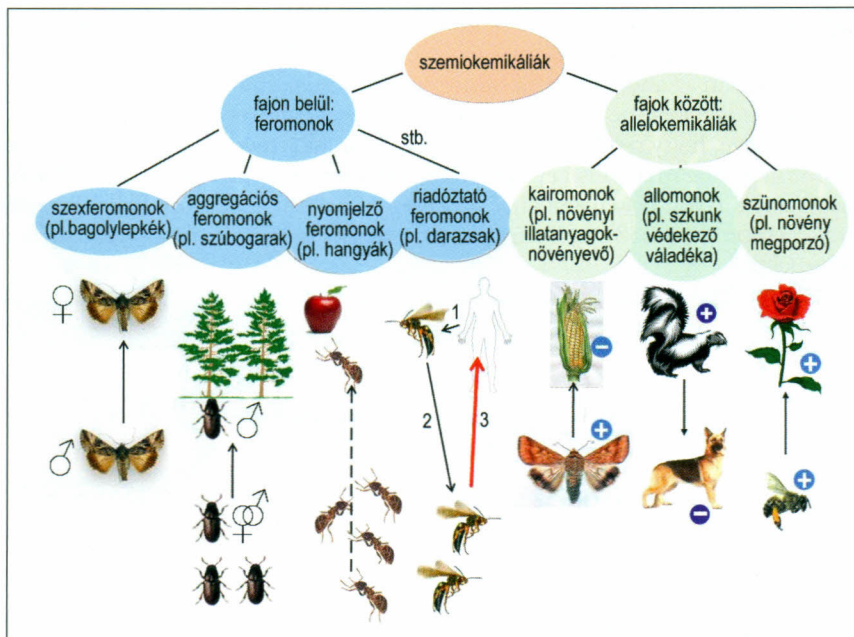 szemiokemikáliák
fajon belül:
feromonok
stb.
fajok között:
allelokemikáliák
szexferomonok
(pl.bagolylepkék)
aggregációs
feromonok
(pl. szúbogarak)
nyomjelző
feromonok
(pl. hangyák)
riadóztató
feromonok
(pl. darazsak)
kairomonok
(pl. növényi
illatanyagok-
növényevő)
allomonok
(pl. szkunk
védekező
váladéka)
szünomonok
(pl. növény
megporzó)
♀
♂
♂
⚥
1
2
3
−
+
+
−
+
+